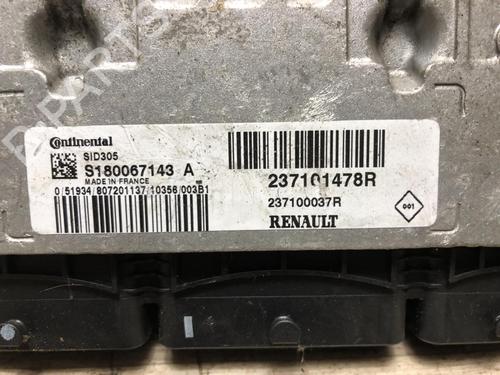 Continental
SID305
S180067143 A
MADE IN FRANCE
0/51934/807201137/10356/003B1
237101478R
237100037R
RENAULT
001